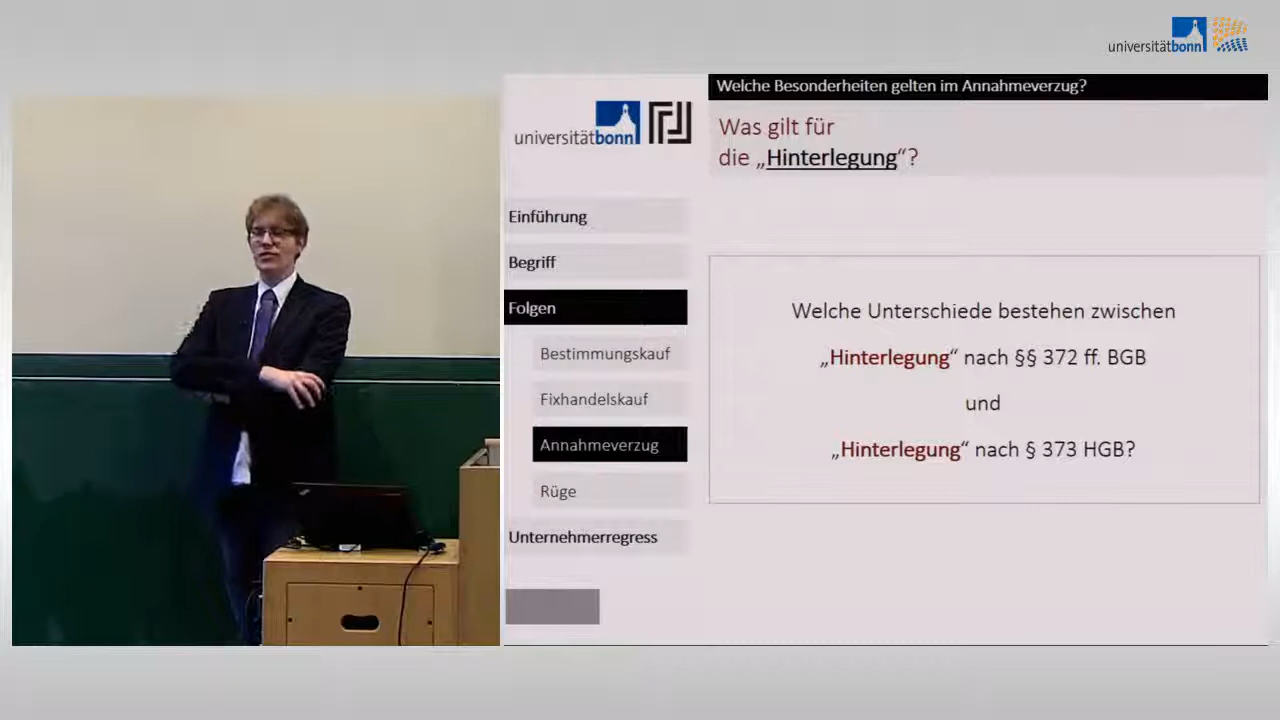 universitätbonn
Welche Besonderheiten gelten im Annahmeverzug?
universitätbonn
Was gilt für
die „Hinterlegung“?
Einführung
Begriff
Folgen
Bestimmungskauf
Fixhandelskauf
Annahmeverzug
Rüge
Unternehmerregress
Welche Unterschiede bestehen zwischen
„Hinterlegung“ nach §§ 372 ff. BGB
und
„Hinterlegung“ nach § 373 HGB?